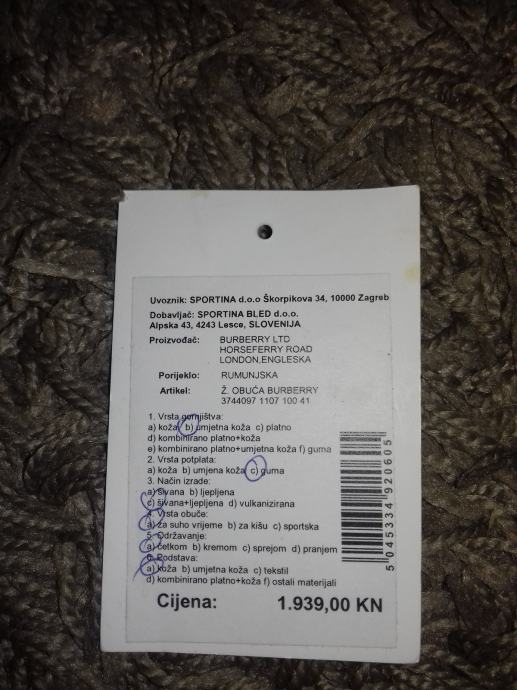 Uvoznik: SPORTINA d.o.o Škorpikova 34, 10000 Zagreb
Dobavljač: SPORTINA BLED d.o.o.
Alpska 43, 4243 Lesce, SLOVENIJA
Proizvođač: BURBERRY LTD
HORSEFERRY ROAD
LONDON,ENGLESKA
Porijeklo: RUMUNJSKA
Artikel: Ž. OBUĆA BURBERRY
3744097 1107 100 41
1. Vrsta gornjištva:
a) koža b) umjetna koža c) platno
d) kombinirano platno+koža
e) kombinirano platno+umjetna koža f) guma
2. Vrsta potplata:
a) koža b) umjena koža c) guma
3. Način izrade:
a) šivana b) ljepljena
c) šivana+ljepljena d) vulkanizirana
4. Vrsta obuće:
a) za suho vrijeme b) za kišu c) sportska
5. Održavanje:
a) četkom b) kremom c) sprejom d) pranjem
6. Podstava:
a) koža b) umjetna koža c) tekstil
d) kombinirano platno+koža f) ostali materijali
Cijena: 1.939,00 KN
5 045334 920605